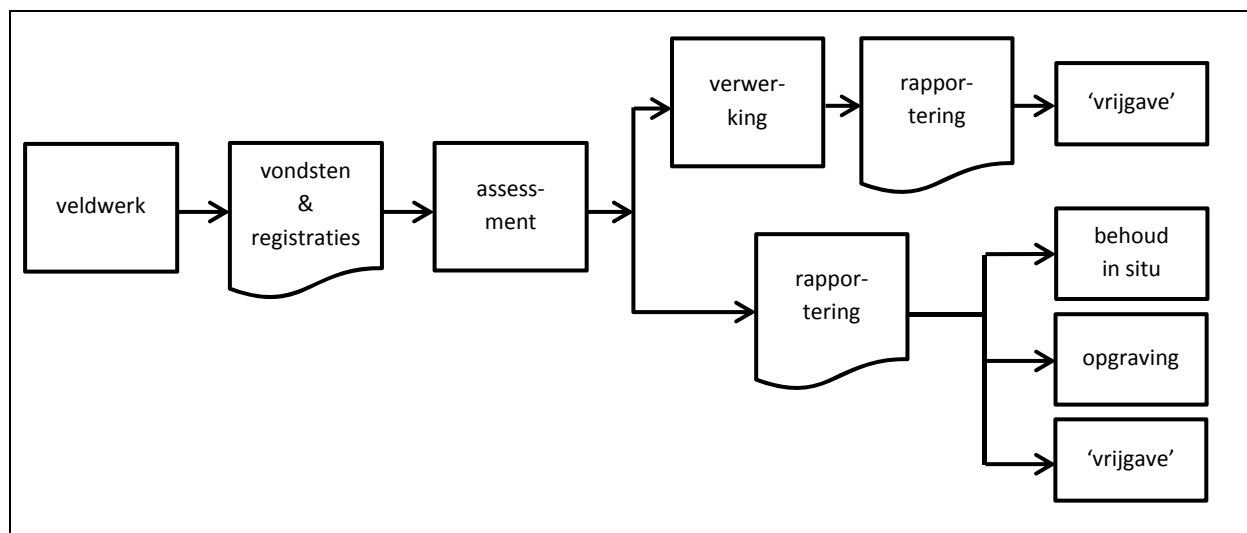 veldwerk
vondsten
&
registraties
assess-
ment
verwer-
king
rappor-
tering
‘vrijgave’
rappor-
tering
behoud
in situ
opgraving
‘vrijgave’